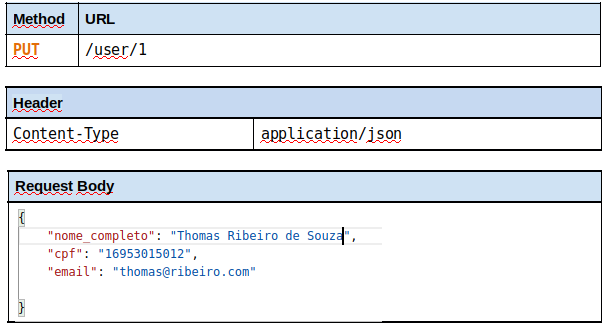 Method URL
PUT /user/1
Header
Content-Type application/json
Request Body
{
"nome_completo": "Thomas Ribeiro de Souza",
"cpf": "16953015012",
"email": "thomas@ribeiro.com"
}